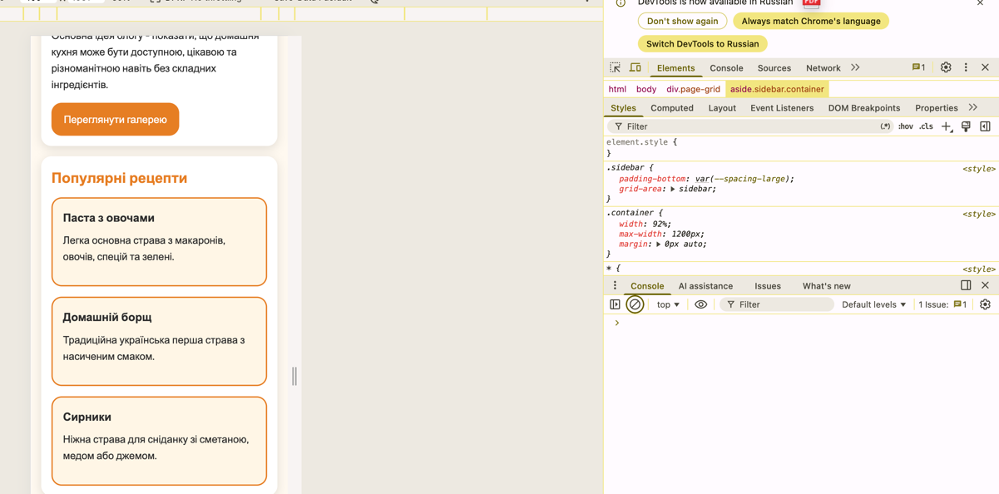 DevTools is now available in Russian
PDF
Don't show again
Always match Chrome's language
Switch DevTools to Russian
Elements
Console
Sources
Network
1
html
body
div.page-grid
aside.sidebar.container
Styles
Computed
Layout
Event Listeners
DOM Breakpoints
Properties
Filter
(.*)
:hov
.cls
element.style {
}
.sidebar {
<style>
padding-bottom: var(--spacing-large);
grid-area: ▶ sidebar;
}
.container {
<style>
width: 92%;
max-width: 1200px;
margin: ▶ 0px auto;
}
* {
<style>
Console
AI assistance
Issues
What's new
top
Filter
Default levels
1 Issue:
1
Основна ідея блогу - показати, що домашня
кухня може бути доступною, цікавою та
різноманітною навіть без складних
інгредієнтів.
Переглянути галерею
Популярні рецепти
Паста з овочами
Легка основна страва з макаронів,
овочів, спецій та зелені.
Домашній борщ
Традиційна українська перша страва з
насиченим смаком.
Сирники
Ніжна страва для сніданку зі сметаною,
медом або джемом.